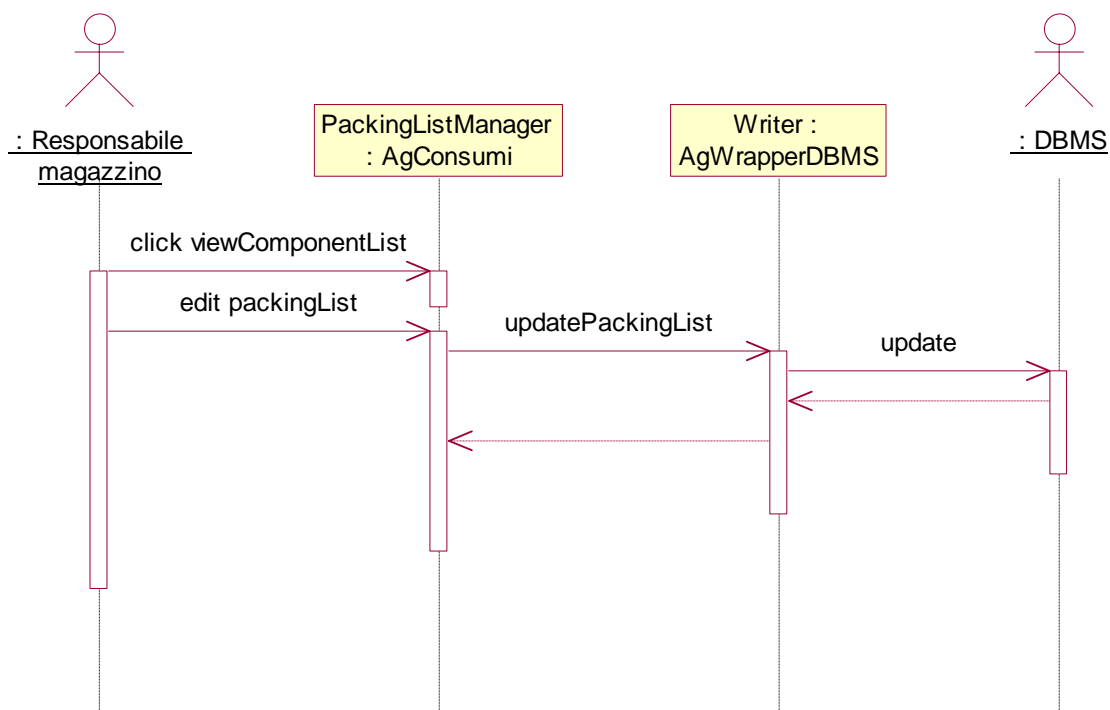 : Responsabile
magazzino
PackingListManager
: AgConsumi
Writer :
AgWrapperDBMS
: DBMS
click viewComponentList
edit packingList
updatePackingList
update